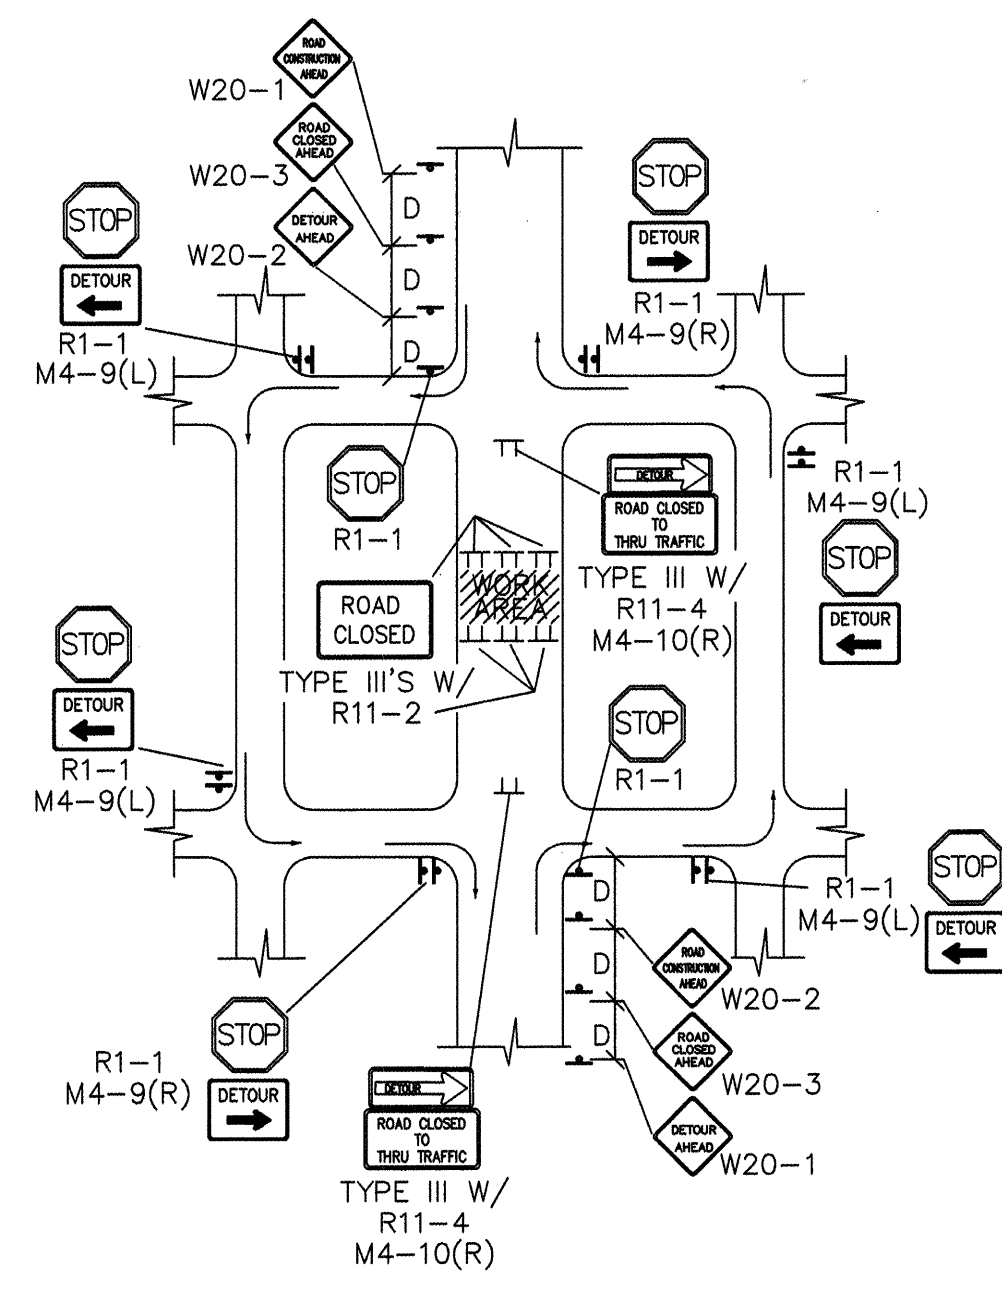 ROAD
CONSTRUCTION
AHEAD
W20-1
ROAD
CLOSED
AHEAD
W20-3
DETOUR
AHEAD
W20-2
D
D
D
STOP
DETOUR
R1-1
M4-9(L)
STOP
DETOUR
R1-1
M4-9(R)
STOP
R1-1
DETOUR
ROAD CLOSED
TO
THRU TRAFFIC
TYPE III W/
R11-4
M4-10(R)
R1-1
M4-9(L)
STOP
DETOUR
WORK
AREA
ROAD
CLOSED
TYPE III'S W/
R11-2
STOP
DETOUR
R1-1
M4-9(L)
STOP
R1-1
STOP
DETOUR
R1-1
M4-9(L)
D
D
D
ROAD
CONSTRUCTION
AHEAD
W20-2
ROAD
CLOSED
AHEAD
W20-3
DETOUR
AHEAD
W20-1
STOP
DETOUR
R1-1
M4-9(R)
DETOUR
ROAD CLOSED
TO
THRU TRAFFIC
TYPE III W/
R11-4
M4-10(R)